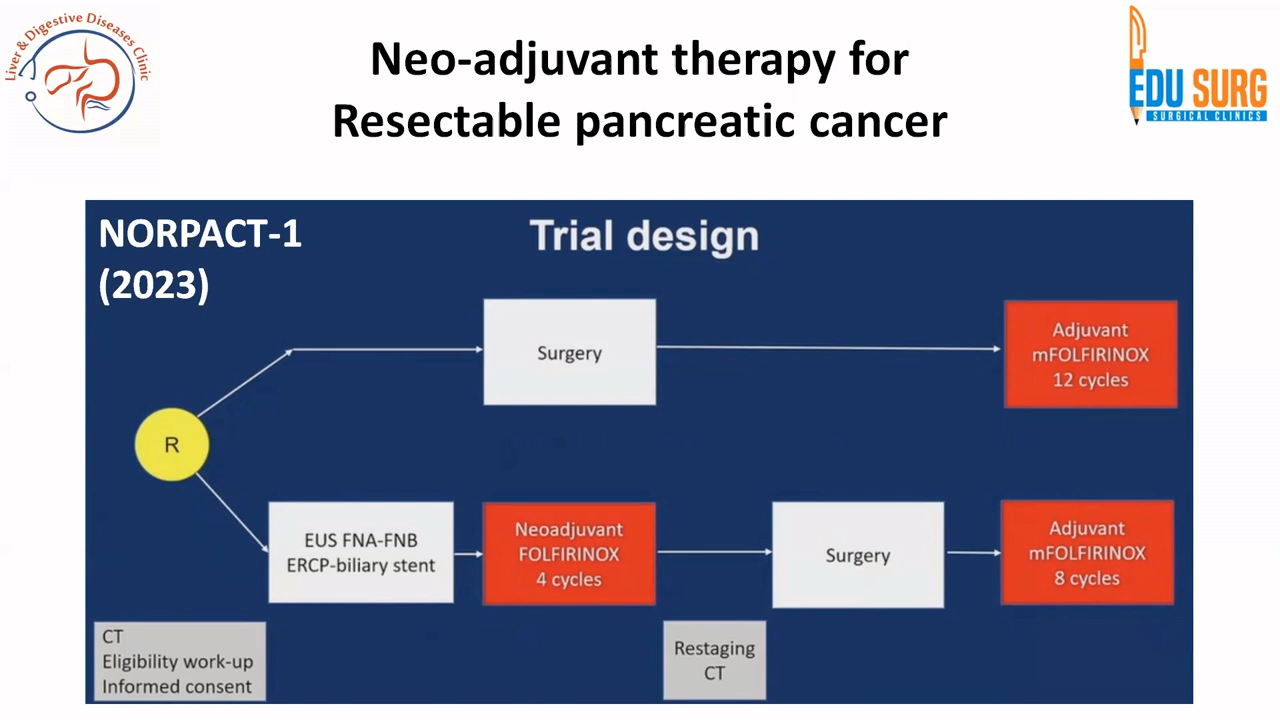 Liver & Digestive Diseases Clinic
Neo-adjuvant therapy for
Resectable pancreatic cancer
EDU SURG
SURGICAL CLINICS
NORPACT-1
(2023)
Trial design
Surgery
Adjuvant
mFOLFIRINOX
12 cycles
R
EUS FNA-FNB
ERCP-biliary stent
Neoadjuvant
FOLFIRINOX
4 cycles
Surgery
Adjuvant
mFOLFIRINOX
8 cycles
CT
Eligibility work-up
Informed consent
Restaging
CT